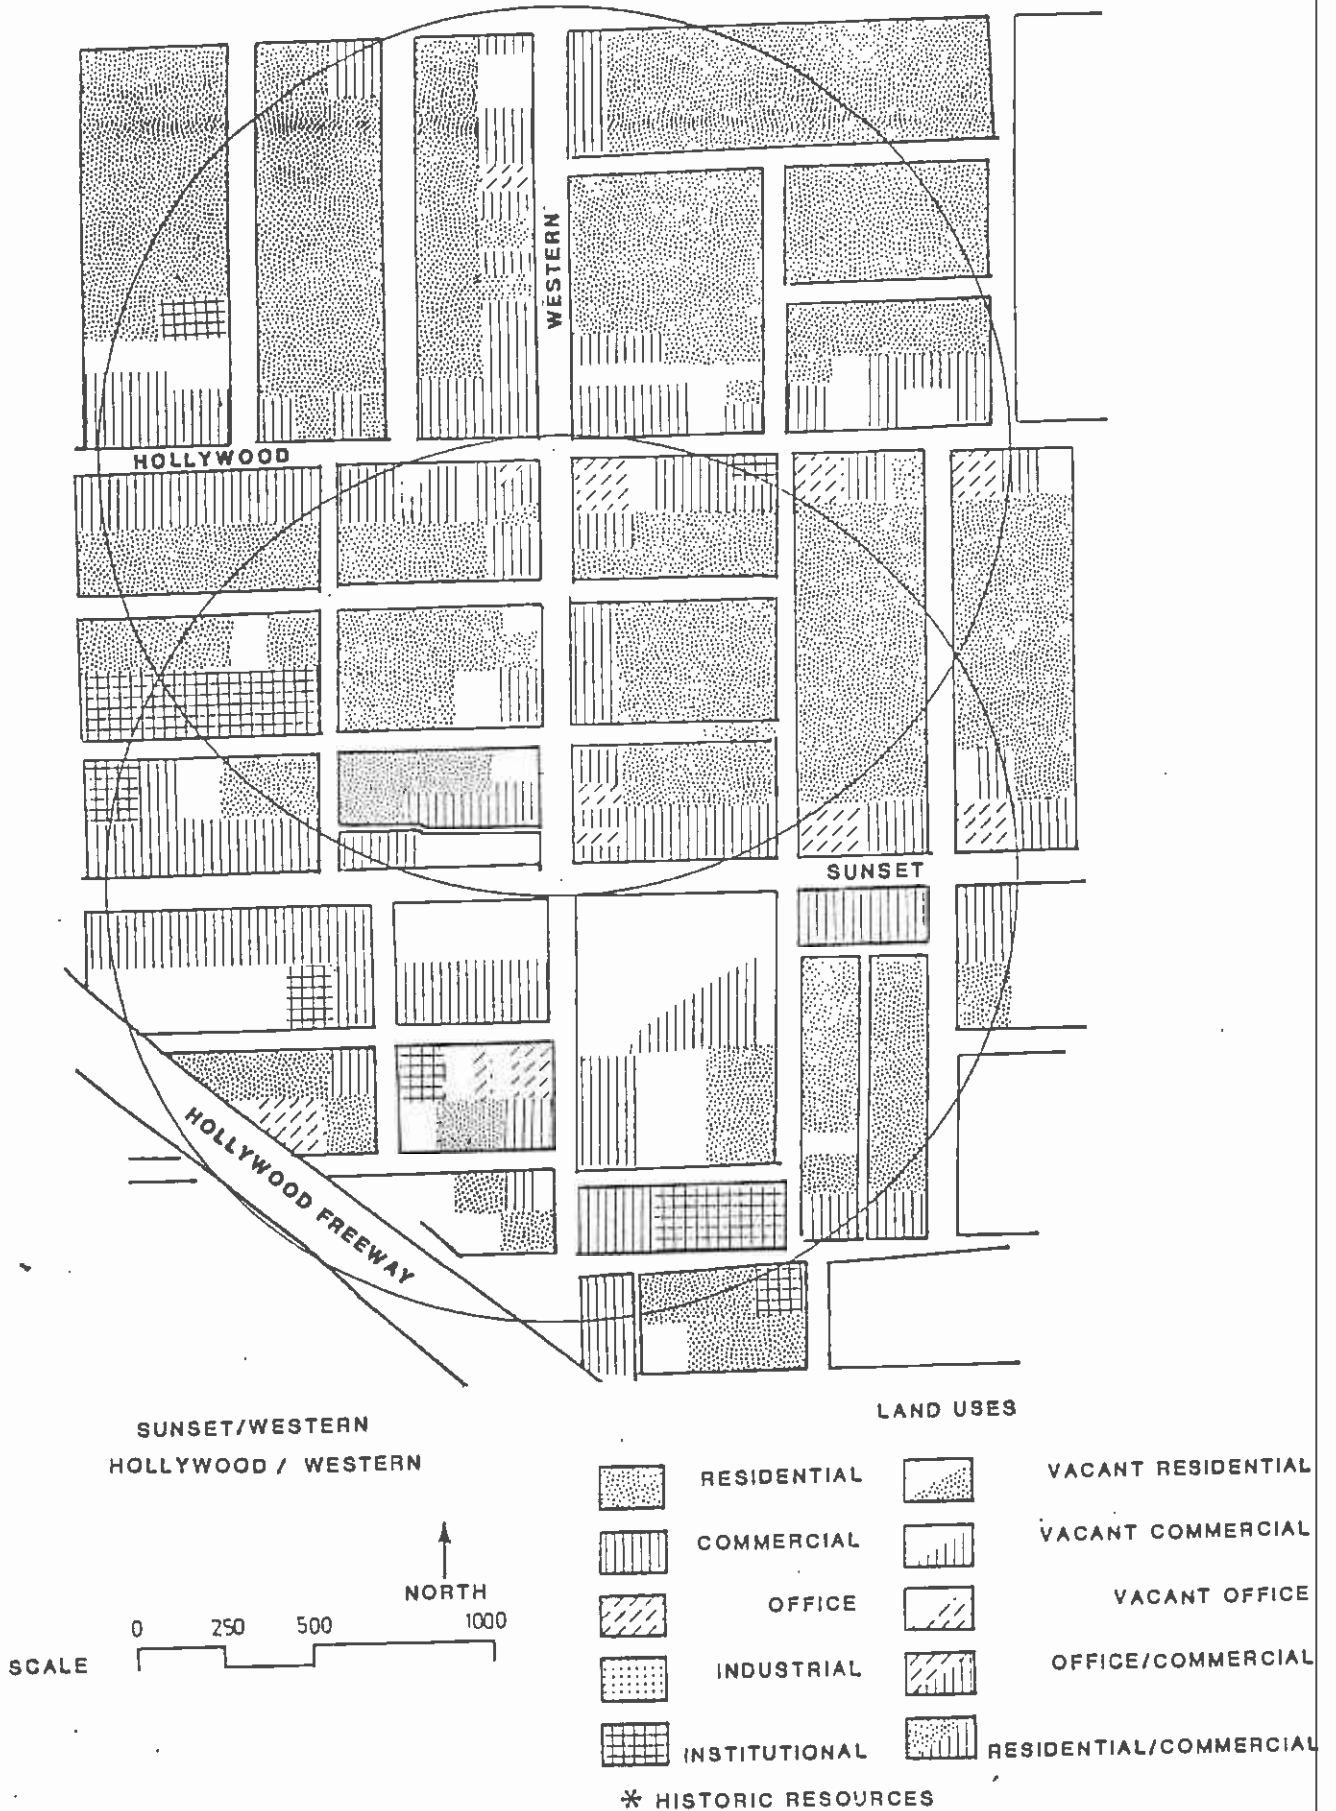 WESTERN
HOLLYWOOD
SUNSET
HOLLYWOOD FREEWAY
SUNSET/WESTERN
HOLLYWOOD / WESTERN
NORTH
SCALE
0 250 500 1000
LAND USES
RESIDENTIAL
COMMERCIAL
OFFICE
INDUSTRIAL
INSTITUTIONAL
VACANT RESIDENTIAL
VACANT COMMERCIAL
VACANT OFFICE
OFFICE/COMMERCIAL
RESIDENTIAL/COMMERCIAL
* HISTORIC RESOURCES